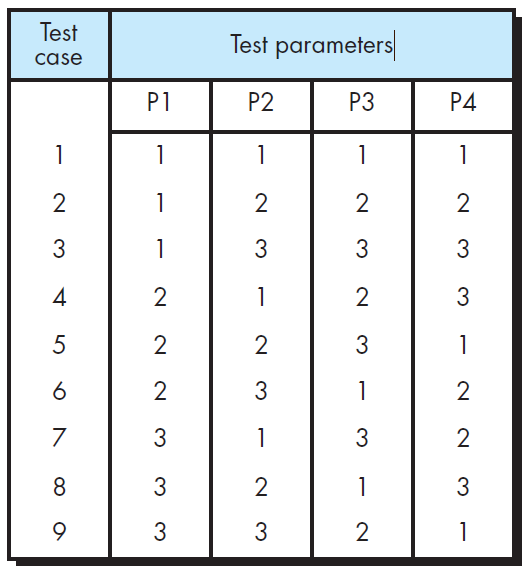 Test case Test parameters
P1 P2 P3 P4
1 1 1 1 1
2 1 2 2 2
3 1 3 3 3
4 2 1 2 3
5 2 2 3 1
6 2 3 1 2
7 3 1 3 2
8 3 2 1 3
9 3 3 2 1